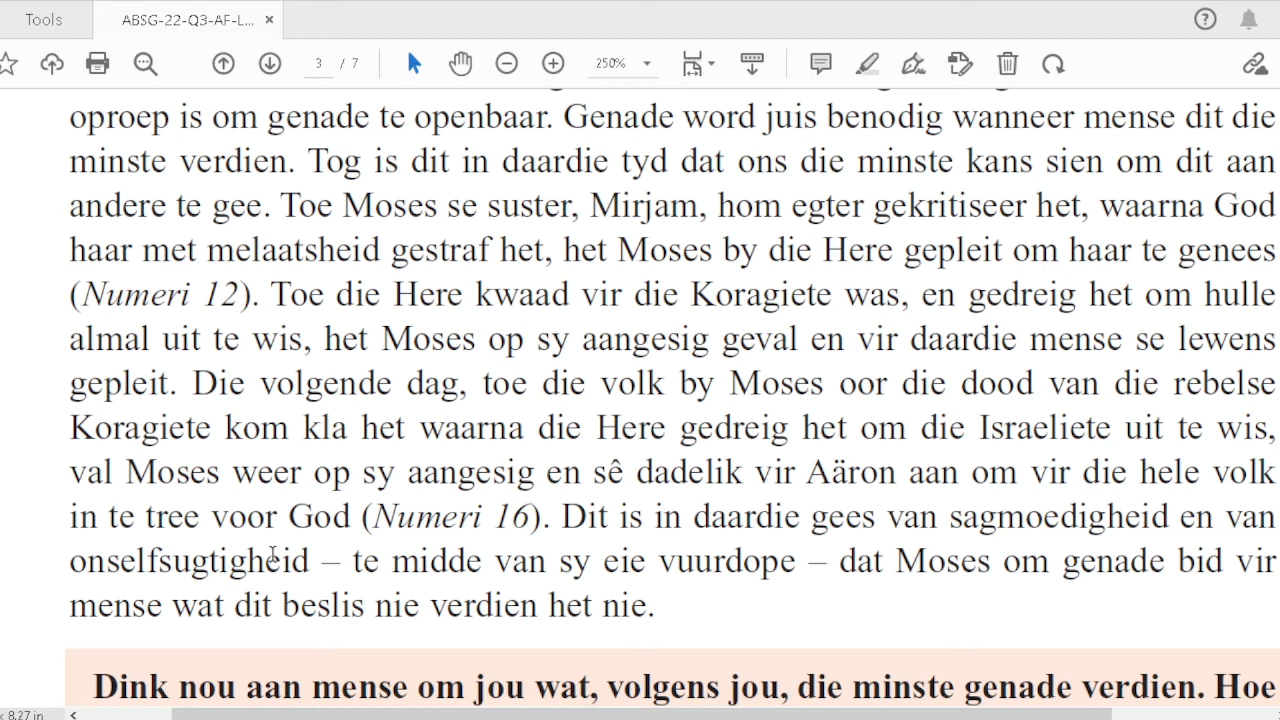 Tools
ABSG-22-Q3-AF-L...
3 / 7
250%
oproep is om genade te openbaar. Genade word juis benodig wanneer mense dit die
minste verdien. Tog is dit in daardie tyd dat ons die minste kans sien om dit aan
andere te gee. Toe Moses se suster, Mirjam, hom egter gekritiseer het, waarna God
haar met melaatsheid gestraf het, het Moses by die Here gepleit om haar te genees
(Numeri 12). Toe die Here kwaad vir die Koragiete was, en gedreig het om hulle
almal uit te wis, het Moses op sy aangesig geval en vir daardie mense se lewens
gepleit. Die volgende dag, toe die volk by Moses oor die dood van die rebelse
Koragiete kom kla het waarna die Here gedreig het om die Israeliete uit te wis,
val Moses weer op sy aangesig en sê dadelik vir Aäron aan om vir die hele volk
in te tree voor God (Numeri 16). Dit is in daardie gees van sagmoedigheid en van
onselfsugtigheid – te midde van sy eie vuurdope – dat Moses om genade bid vir
mense wat dit beslis nie verdien het nie.
Dink nou aan mense om jou wat, volgens jou, die minste genade verdien. Hoe
x 8,27 in